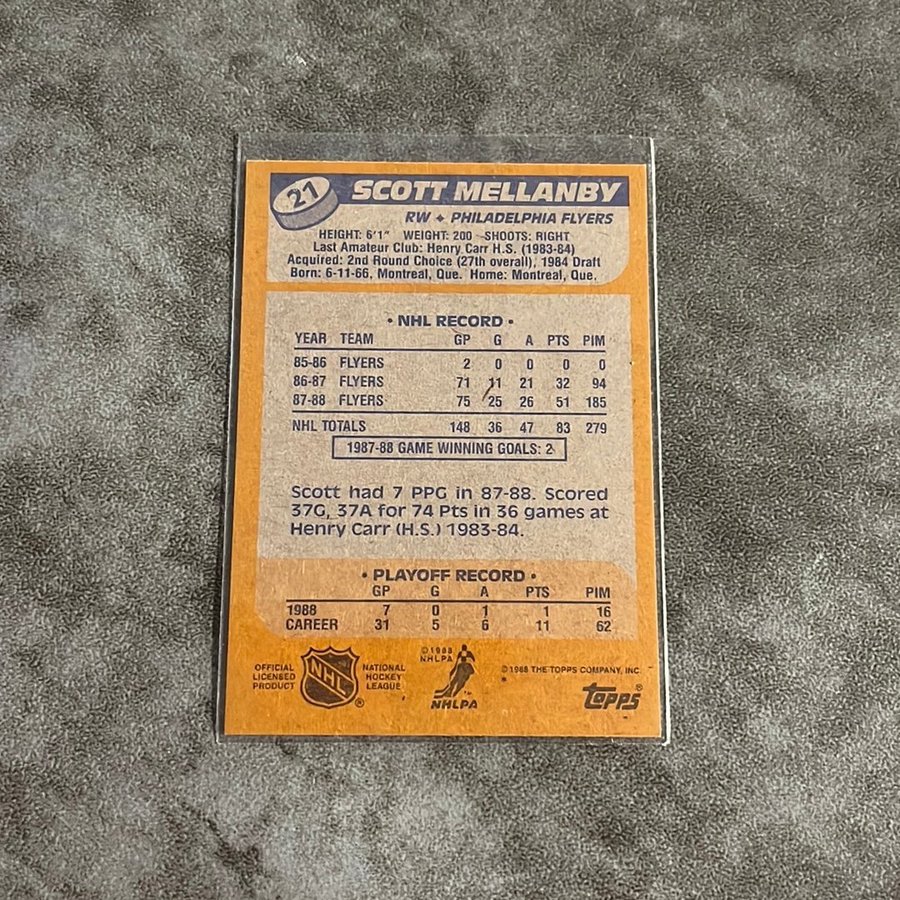 21 SCOTT MELLANBY
RW ✦ PHILADELPHIA FLYERS
HEIGHT: 6'1" WEIGHT: 200 SHOOTS: RIGHT
Last Amateur Club: Henry Carr H.S. (1983-84)
Acquired: 2nd Round Choice (27th overall), 1984 Draft
Born: 6-11-66, Montreal, Que. Home: Montreal, Que.
• NHL RECORD •
YEAR TEAM GP G A PTS PIM
85-86 FLYERS 2 0 0 0 0
86-87 FLYERS 71 11 21 32 94
87-88 FLYERS 75 25 26 51 185
NHL TOTALS 148 36 47 83 279
1987-88 GAME WINNING GOALS: 2
Scott had 7 PPG in 87-88. Scored
37G, 37A for 74 Pts in 36 games at
Henry Carr (H.S.) 1983-84.
• PLAYOFF RECORD •
GP G A PTS PIM
1988 7 0 1 1 16
CAREER 31 5 6 11 62
OFFICIAL
LICENSED
PRODUCT
NHL
®
NATIONAL
HOCKEY
LEAGUE
©1988
NHLPA
NHLPA
©1988 THE TOPPS COMPANY, INC.
*
topps®